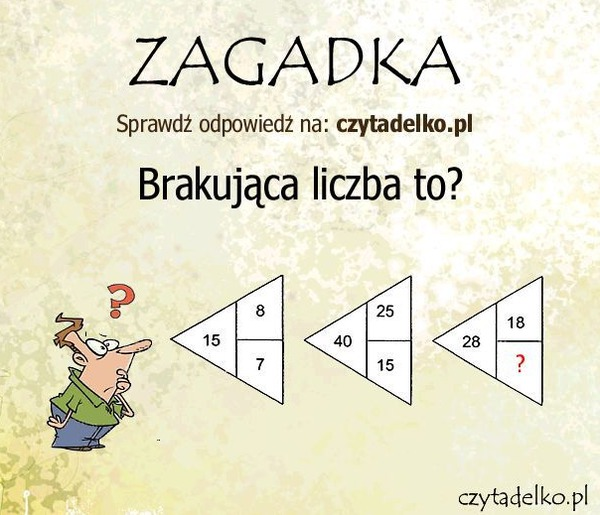 ZAGADKA
Sprawdź odpowiedź na: czytadelko.pl
Brakująca liczba to?
?
15
8
7
40
25
15
28
18
?
czytadelko.pl